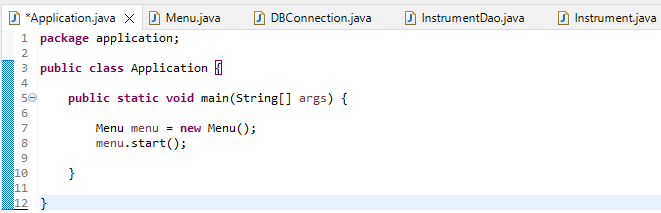 *Application.java Menu.java DBConnection.java InstrumentDao.java Instrument.java
1 package application;
2
3 public class Application {
4
5 public static void main(String[] args) {
6
7 Menu menu = new Menu();
8 menu.start();
9
10 }
11
12 }